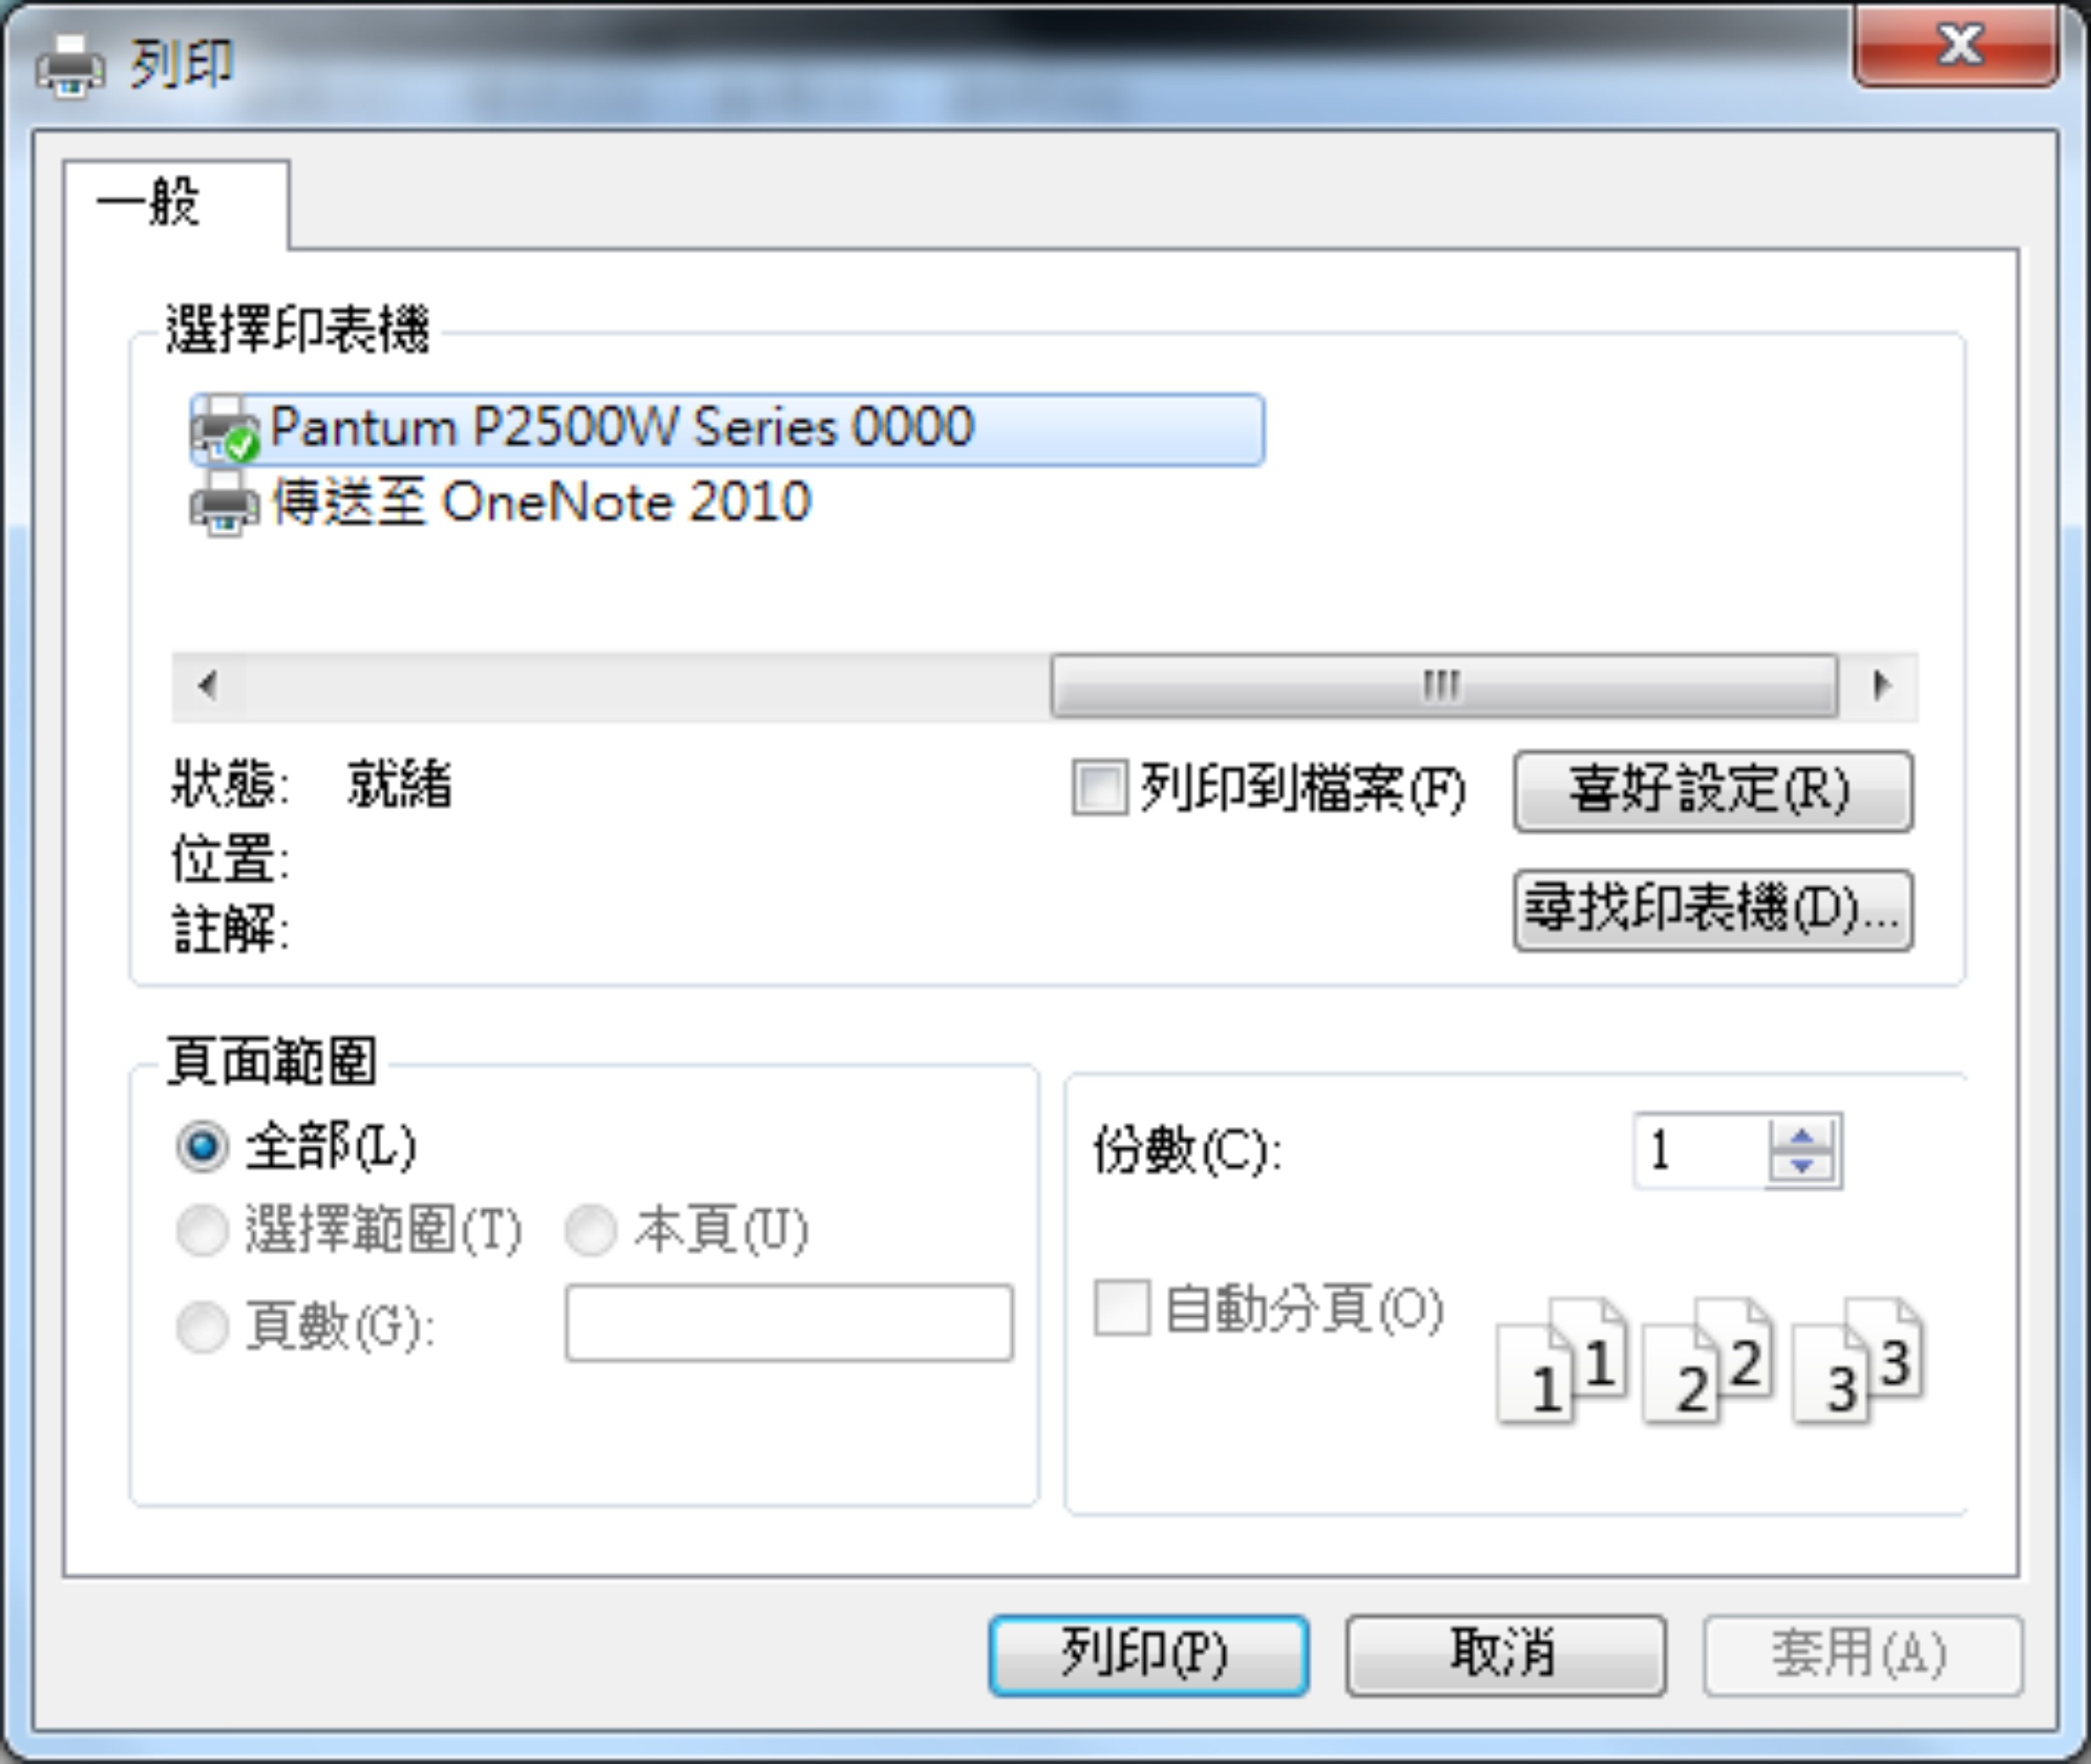 列印
一般
選擇印表機
Pantum P2500W Series 0000
傳送至 OneNote 2010
狀態: 就緒
列印到檔案(F)
喜好設定(R)
位置:
尋找印表機(D)...
註解:
頁面範圍
全部(L)
份數(C): 1
選擇範圍(T) 本頁(U)
自動分頁(O)
頁數(G):
1 1 2 2 3 3
列印(P) 取消 套用(A)